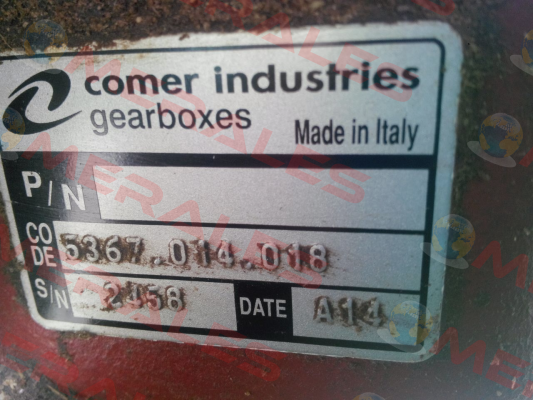 comer industries
gearboxes
Made in Italy
P/N
CODE 5367.014.018
S/N 2458 DATE A14